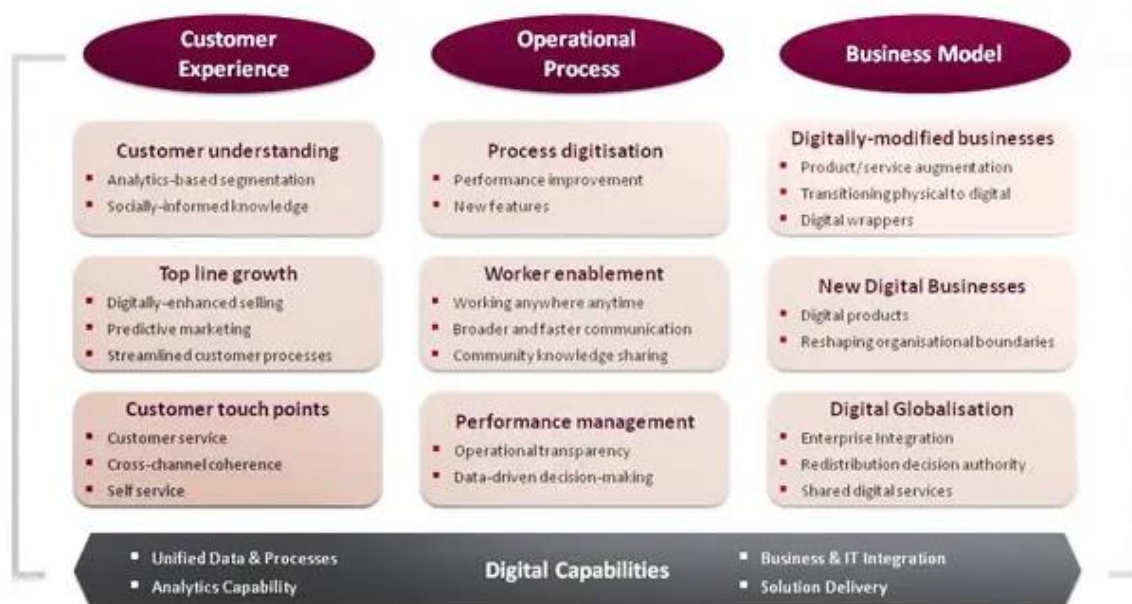 Customer
Experience
Operational
Process
Business Model
Customer understanding
Analytics-based segmentation
Socially-informed knowledge
Top line growth
Digitally-enhanced selling
Predictive marketing
Streamlined customer processes
Customer touch points
Customer service
Cross-channel coherence
Self service
Process digitisation
Performance improvement
New features
Worker enablement
Working anywhere anytime
Broader and faster communication
Community knowledge sharing
Performance management
Operational transparency
Data-driven decision-making
Digitally-modified businesses
Product/service augmentation
Transitioning physical to digital
Digital wrappers
New Digital Businesses
Digital products
Reshaping organisational boundaries
Digital Globalisation
Enterprise Integration
Redistribution decision authority
Shared digital services
Unified Data & Processes
Analytics Capability
Digital Capabilities
Business & IT Integration
Solution Delivery